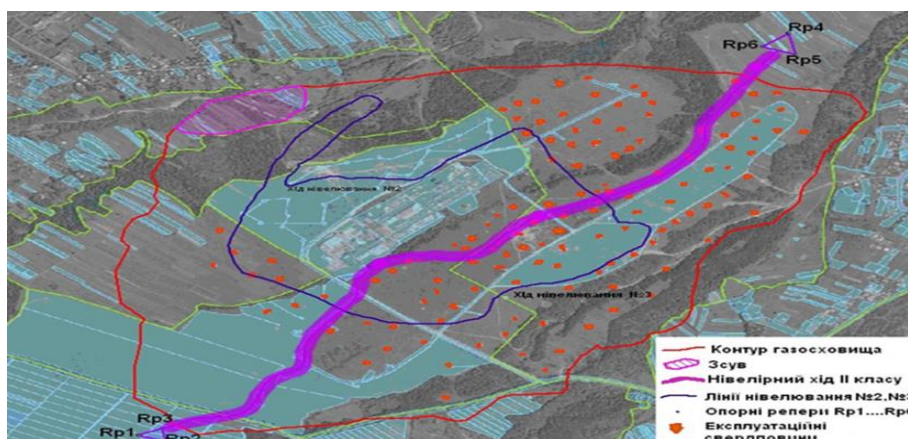 Rp4
Rp6
Rp5
Хід нівелювання №2
Хід нівелювання №3
Rp3
Rp1
Rp2
Контур газосховища
Зсув
Нівелірний хід ІІ класу
Лінії нівелювання №2,№3
Опорні репери Rp1....Rp6
Експлуатаційні
свердловини